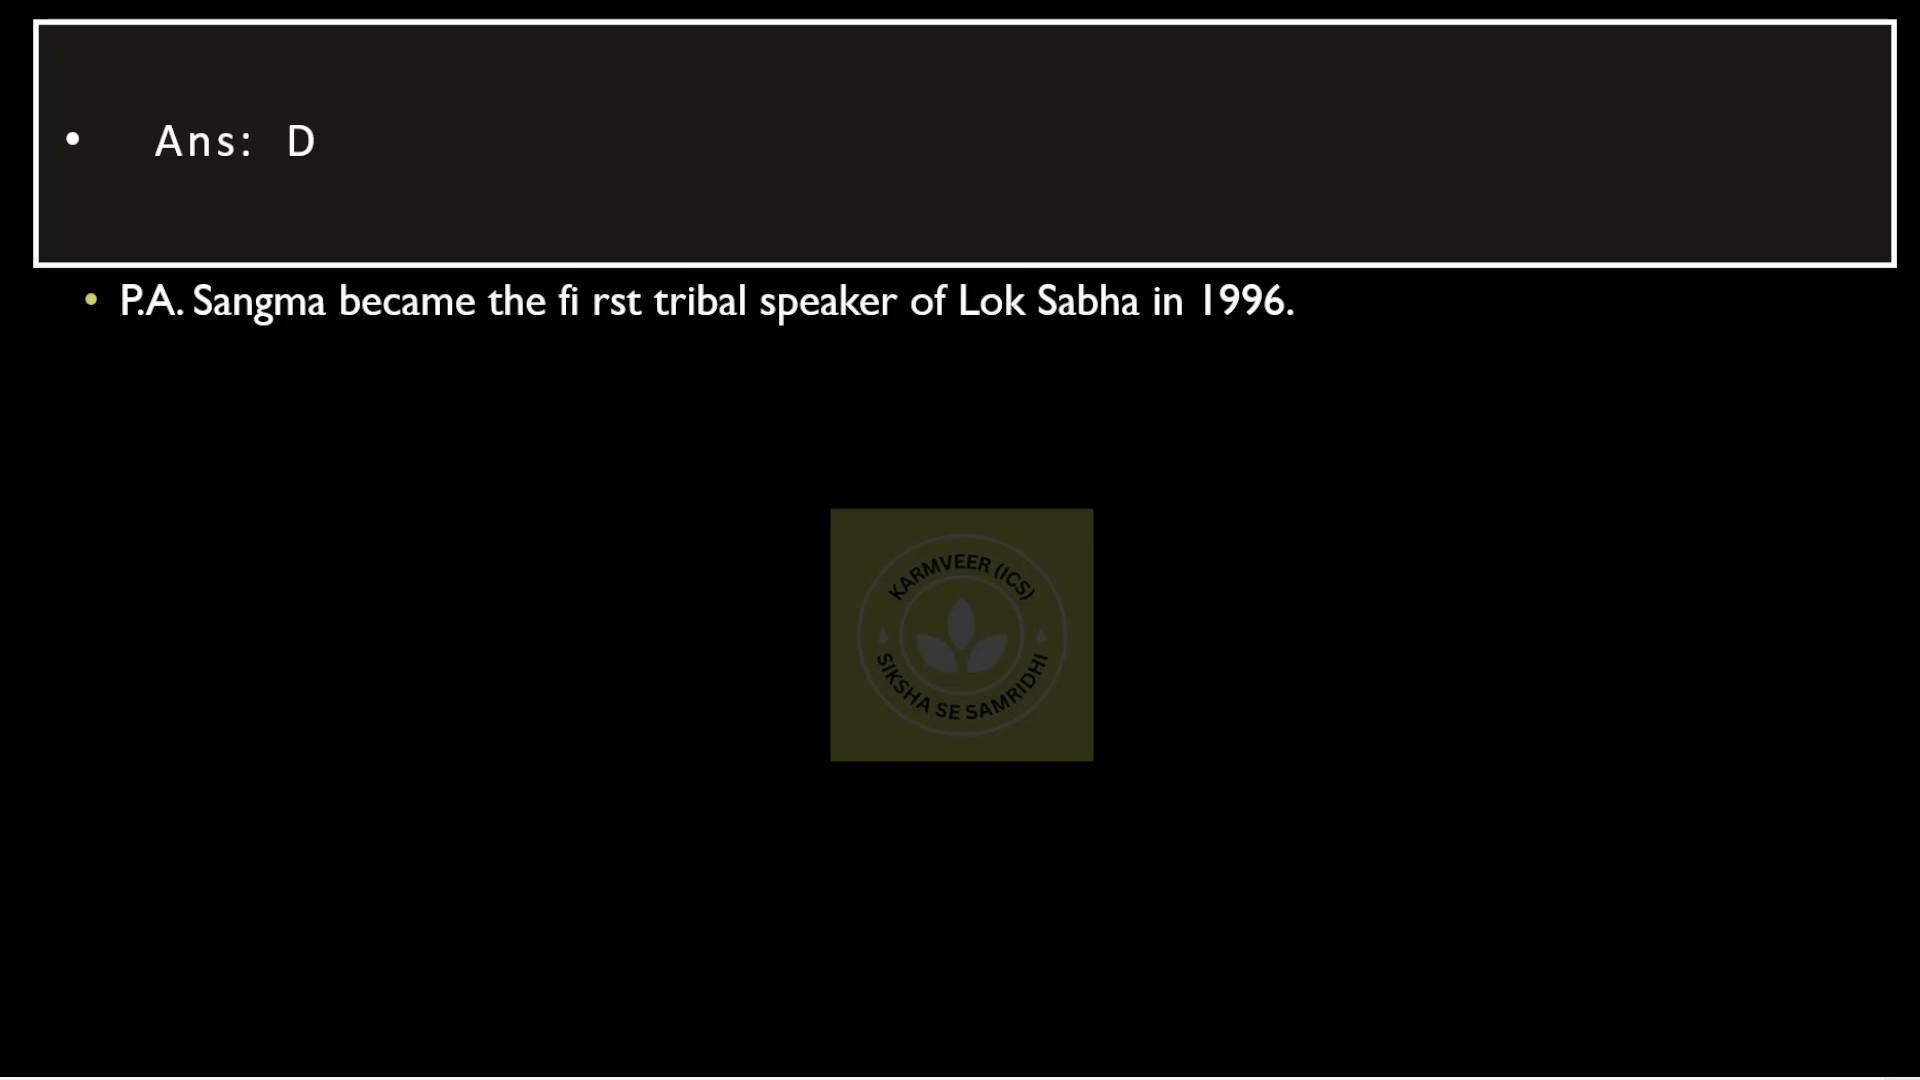 • Ans: D
• P.A. Sangma became the fi rst tribal speaker of Lok Sabha in 1996.
KARMVEER (ICS)
SIKSHA SE SAMRIDHI